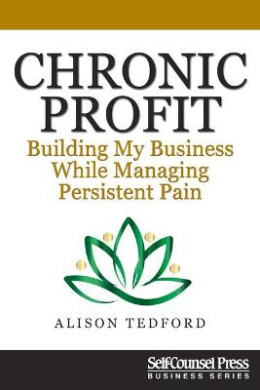 CHRONIC
PROFIT
Building My Business
While Managing
Persistent Pain
ALISON TEDFORD
Self-Counsel Press
BUSINESS SERIES